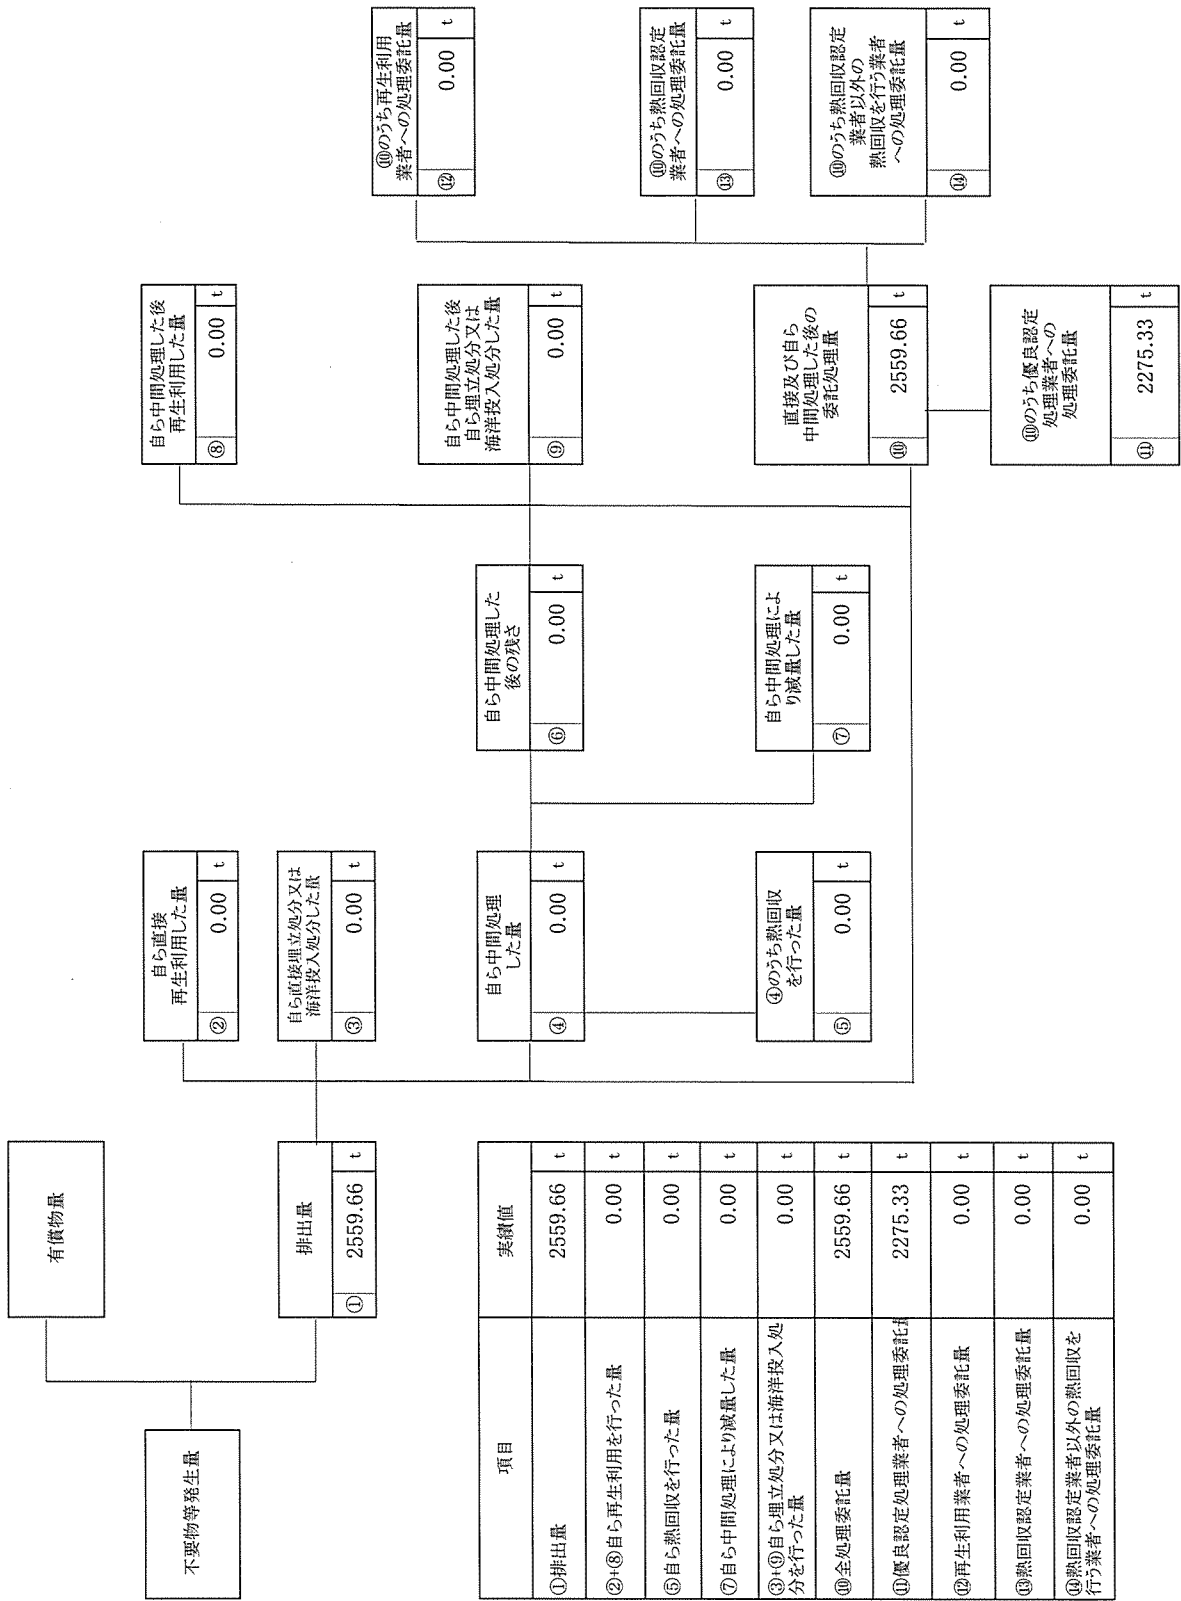 不要物等発生量
有償物量
排出量
① 2559.66 t
自ら直接
再生利用した量
② 0.00 t
自ら直接埋立処分又は
海洋投入処分した量
③ 0.00 t
自ら中間処理
した量
④ 0.00 t
④のうち熱回収
を行った量
⑤ 0.00 t
自ら中間処理した
後の残さ
⑥ 0.00 t
自ら中間処理によ
り減量した量
⑦ 0.00 t
自ら中間処理した後
再生利用した量
⑧ 0.00 t
自ら中間処理した後
自ら埋立処分又は
海洋投入処分した量
⑨ 0.00 t
直接及び自ら
中間処理した後の
委託処理量
⑩ 2559.66 t
⑩のうち優良認定
処理業者への
処理委託量
⑪ 2275.33 t
⑩のうち再生利用
業者への処理委託量
⑫ 0.00 t
⑩のうち熱回収認定
業者への処理委託量
⑬ 0.00 t
⑩のうち熱回収認定
業者以外の
熱回収を行う業者
への処理委託量
⑭ 0.00 t
項目 実績値
①排出量 2559.66 t
②+⑧自ら再生利用を行った量 0.00 t
⑤自ら熱回収を行った量 0.00 t
⑦自ら中間処理により減量した量 0.00 t
③+⑨自ら埋立処分又は海洋投入処
分を行った量 0.00 t
⑩全処理委託量 2559.66 t
⑪優良認定処理業者への処理委託量 2275.33 t
⑫再生利用業者への処理委託量 0.00 t
⑬熱回収認定業者への処理委託量 0.00 t
⑭熱回収認定業者以外の熱回収を
行う業者への処理委託量 0.00 t